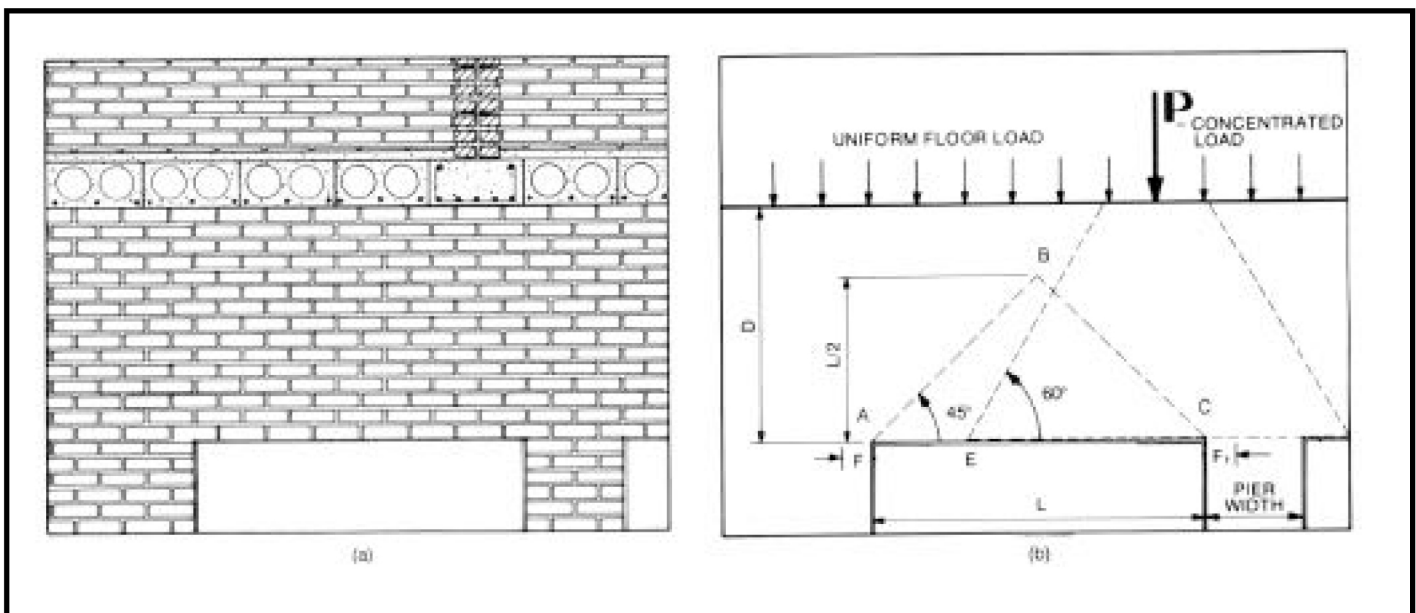 P
CONCENTRATED
UNIFORM FLOOR LOAD
LOAD
B
D
L/2
A
45°
60°
C
F
E
F₁
L
PIER
WIDTH
(a)
(b)